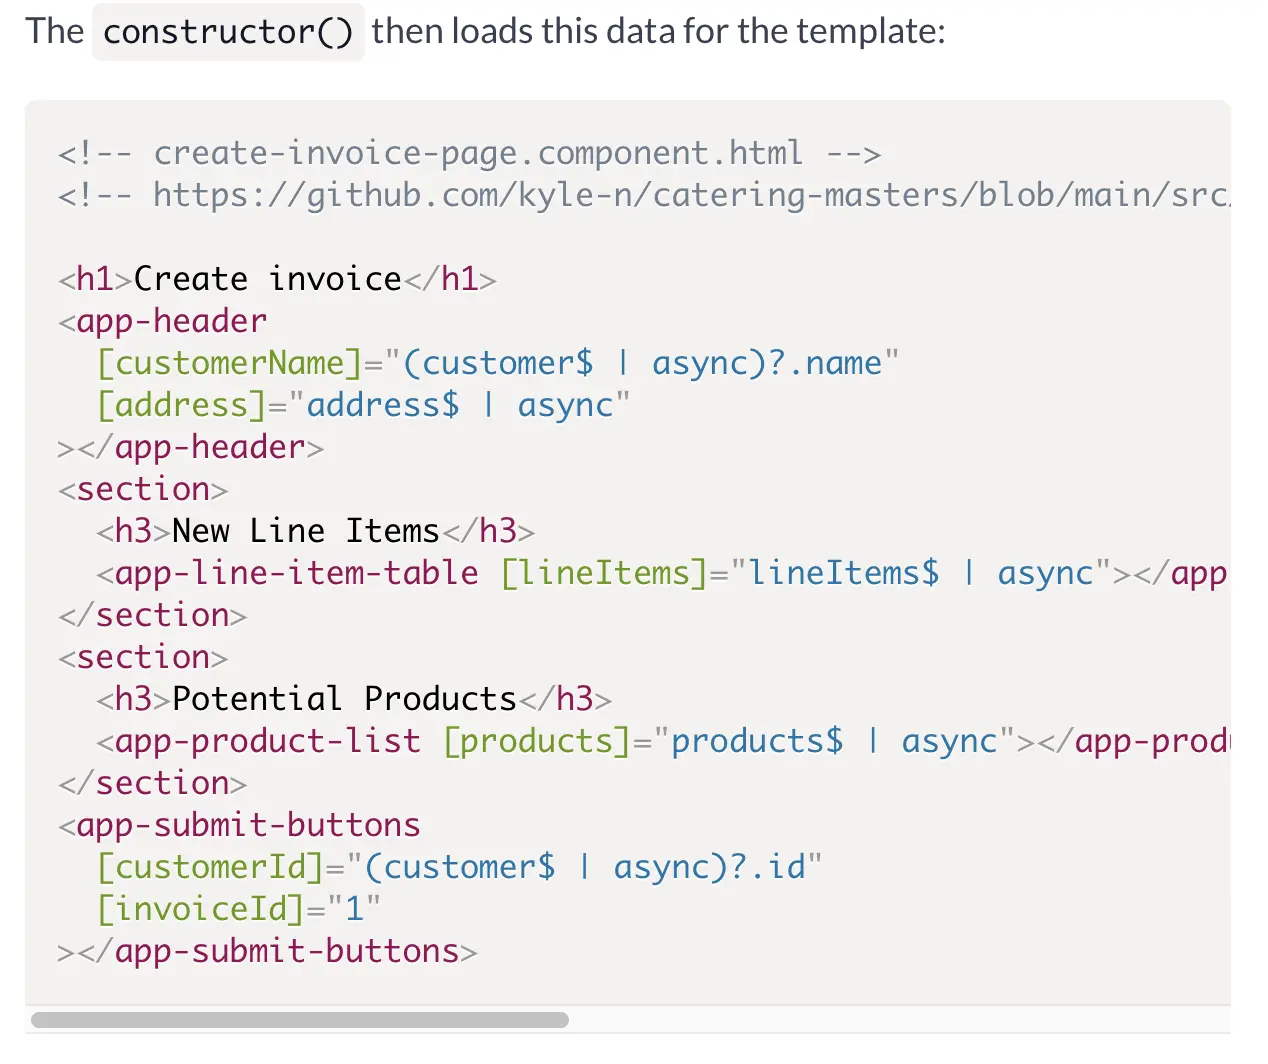 The constructor() then loads this data for the template:
<!-- create-invoice-page.component.html -->
<!-- https://github.com/kyle-n/catering-masters/blob/main/src/
<h1>Create invoice</h1>
<app-header
  [customerName]="(customer$ | async)?.name"
  [address]="address$ | async"
></app-header>
<section>
  <h3>New Line Items</h3>
  <app-line-item-table [lineItems]="lineItems$ | async"></app
</section>
<section>
  <h3>Potential Products</h3>
  <app-product-list [products]="products$ | async"></app-produ
</section>
<app-submit-buttons
  [customerId]="(customer$ | async)?.id"
  [invoiceId]="1"
></app-submit-buttons>